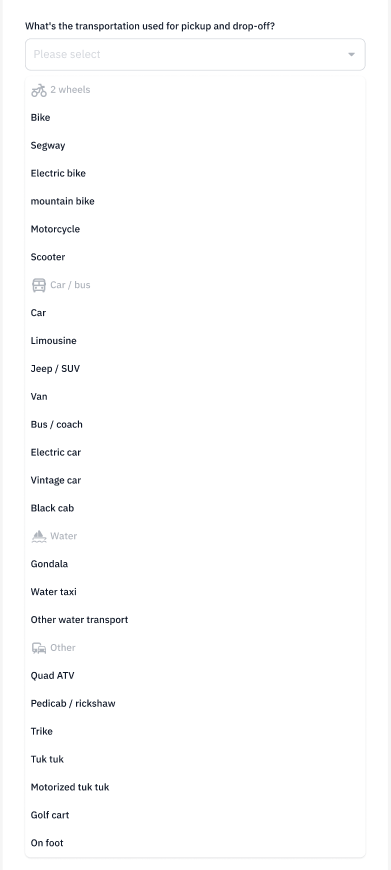 What's the transportation used for pickup and drop-off?
Please select
2 wheels
Bike
Segway
Electric bike
mountain bike
Motorcycle
Scooter
Car / bus
Car
Limousine
Jeep / SUV
Van
Bus / coach
Electric car
Vintage car
Black cab
Water
Gondala
Water taxi
Other water transport
Other
Quad ATV
Pedicab / rickshaw
Trike
Tuk tuk
Motorized tuk tuk
Golf cart
On foot